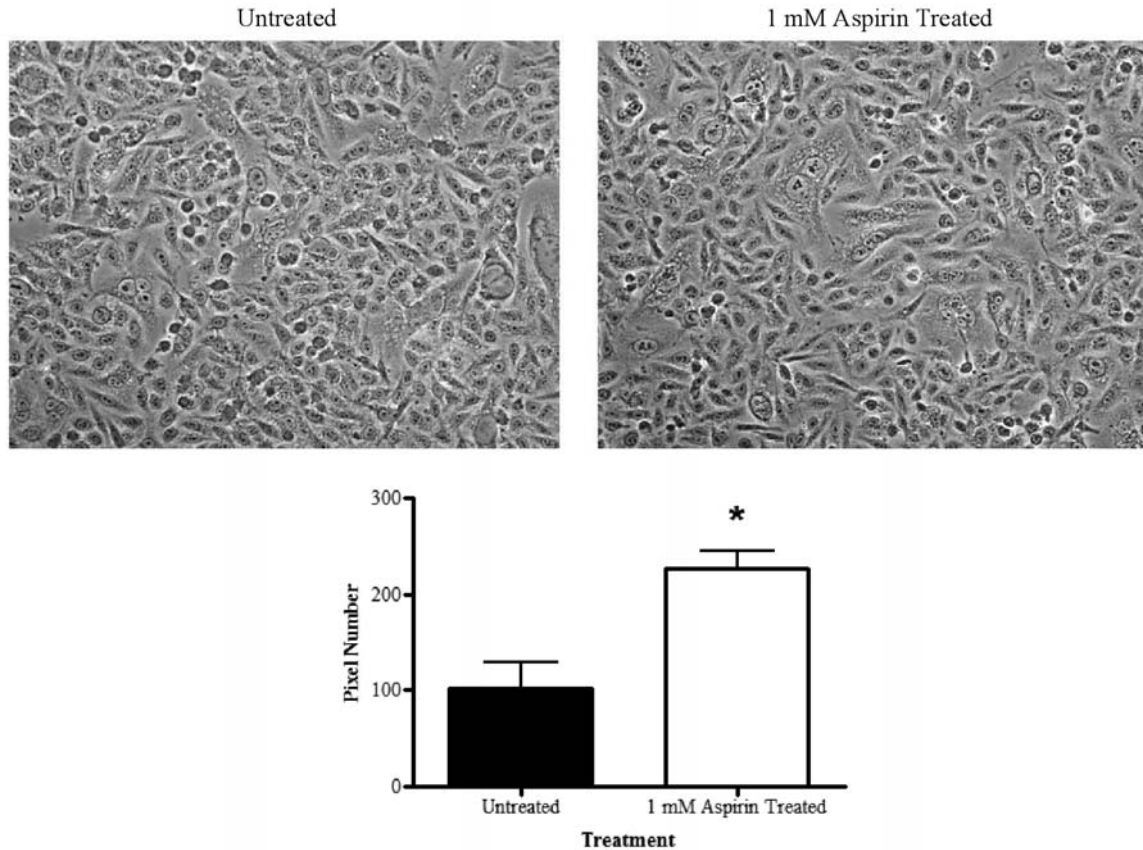 Untreated
1 mM Aspirin Treated
300
*
200
Pixel Number
100
0
Untreated
1 mM Aspirin Treated
Treatment